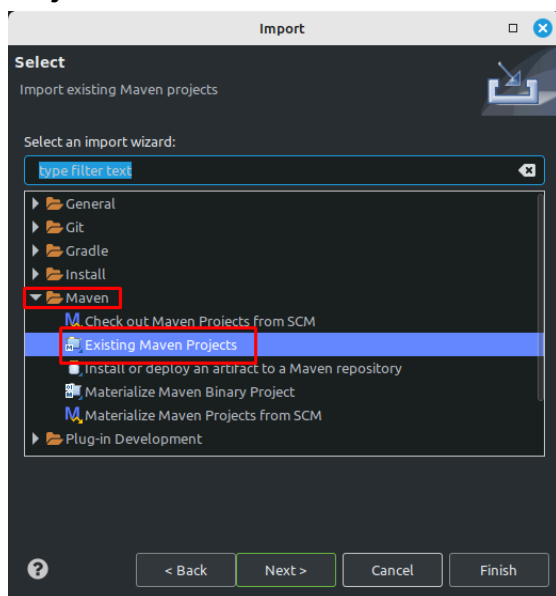 Import
Select
Import existing Maven projects
Select an import wizard:
type filter text
General
Git
Gradle
Install
Maven
Check out Maven Projects from SCM
Existing Maven Projects
Install or deploy an artifact to a Maven repository
Materialize Maven Binary Project
Materialize Maven Projects from SCM
Plug-in Development
?
< Back
Next >
Cancel
Finish